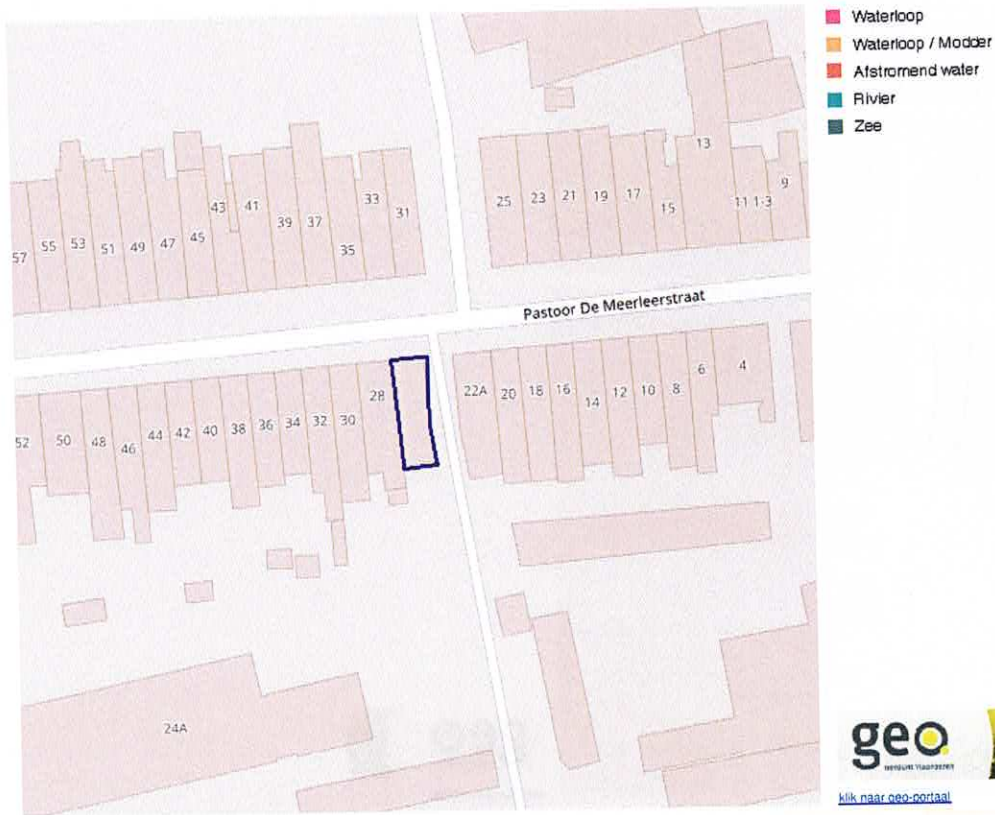 Waterloop
Waterloop / Modder
Afstromend water
Rivier
Zee
13
9
25 23 21 19 17 15 11 1-3
57 55 53 51 49 47 45 43 41 39 37 35 33 31
Pastoor De Meerleerstraat
52 50 48 46 44 42 40 38 36 34 32 30 28
22A 20 18 16 14 12 10 8 6 4
24A
geo
klik naar geo-portaal